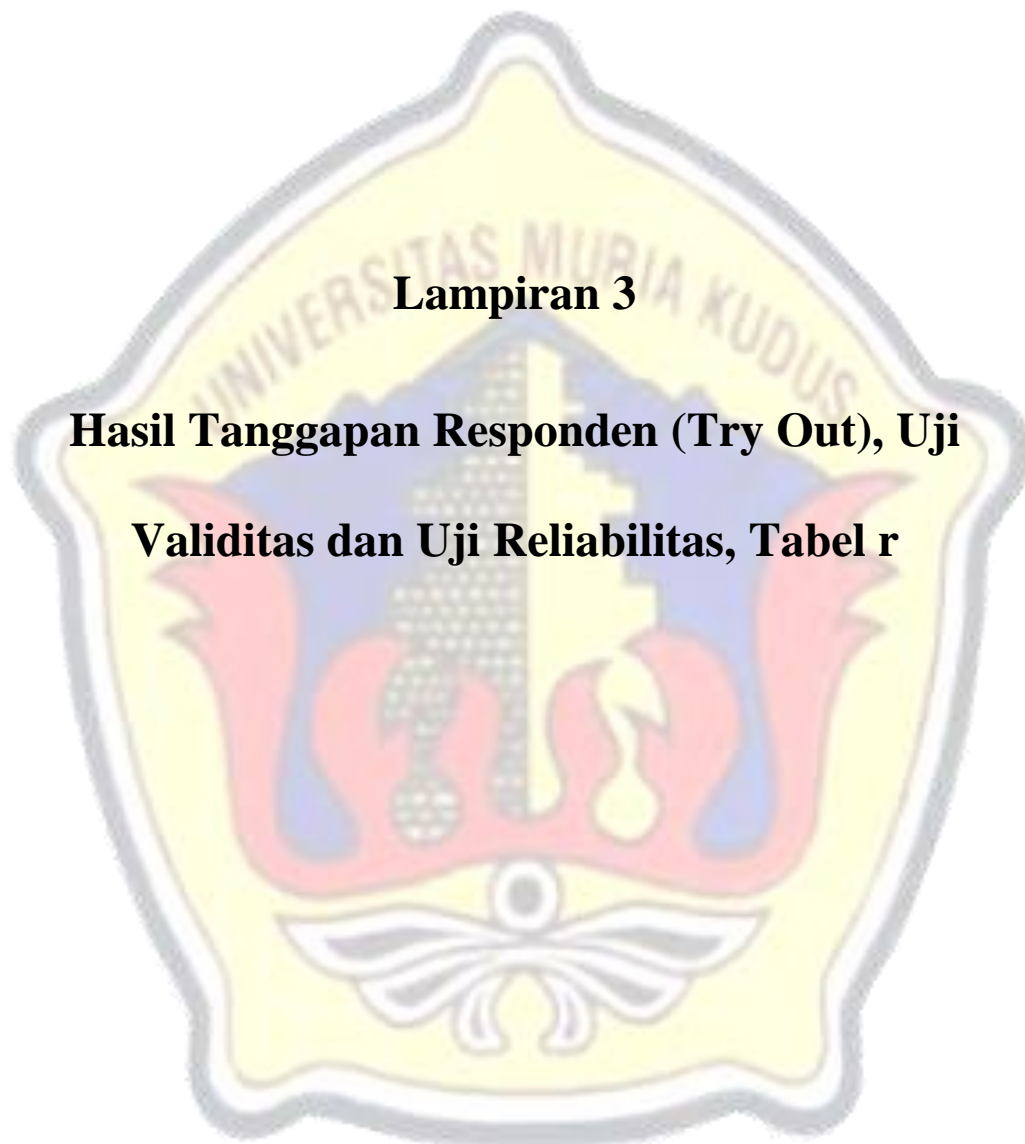 UNIVERSITAS MURIA KUDUS
Lampiran 3
Hasil Tanggapan Responden (Try Out), Uji
Validitas dan Uji Reliabilitas, Tabel r